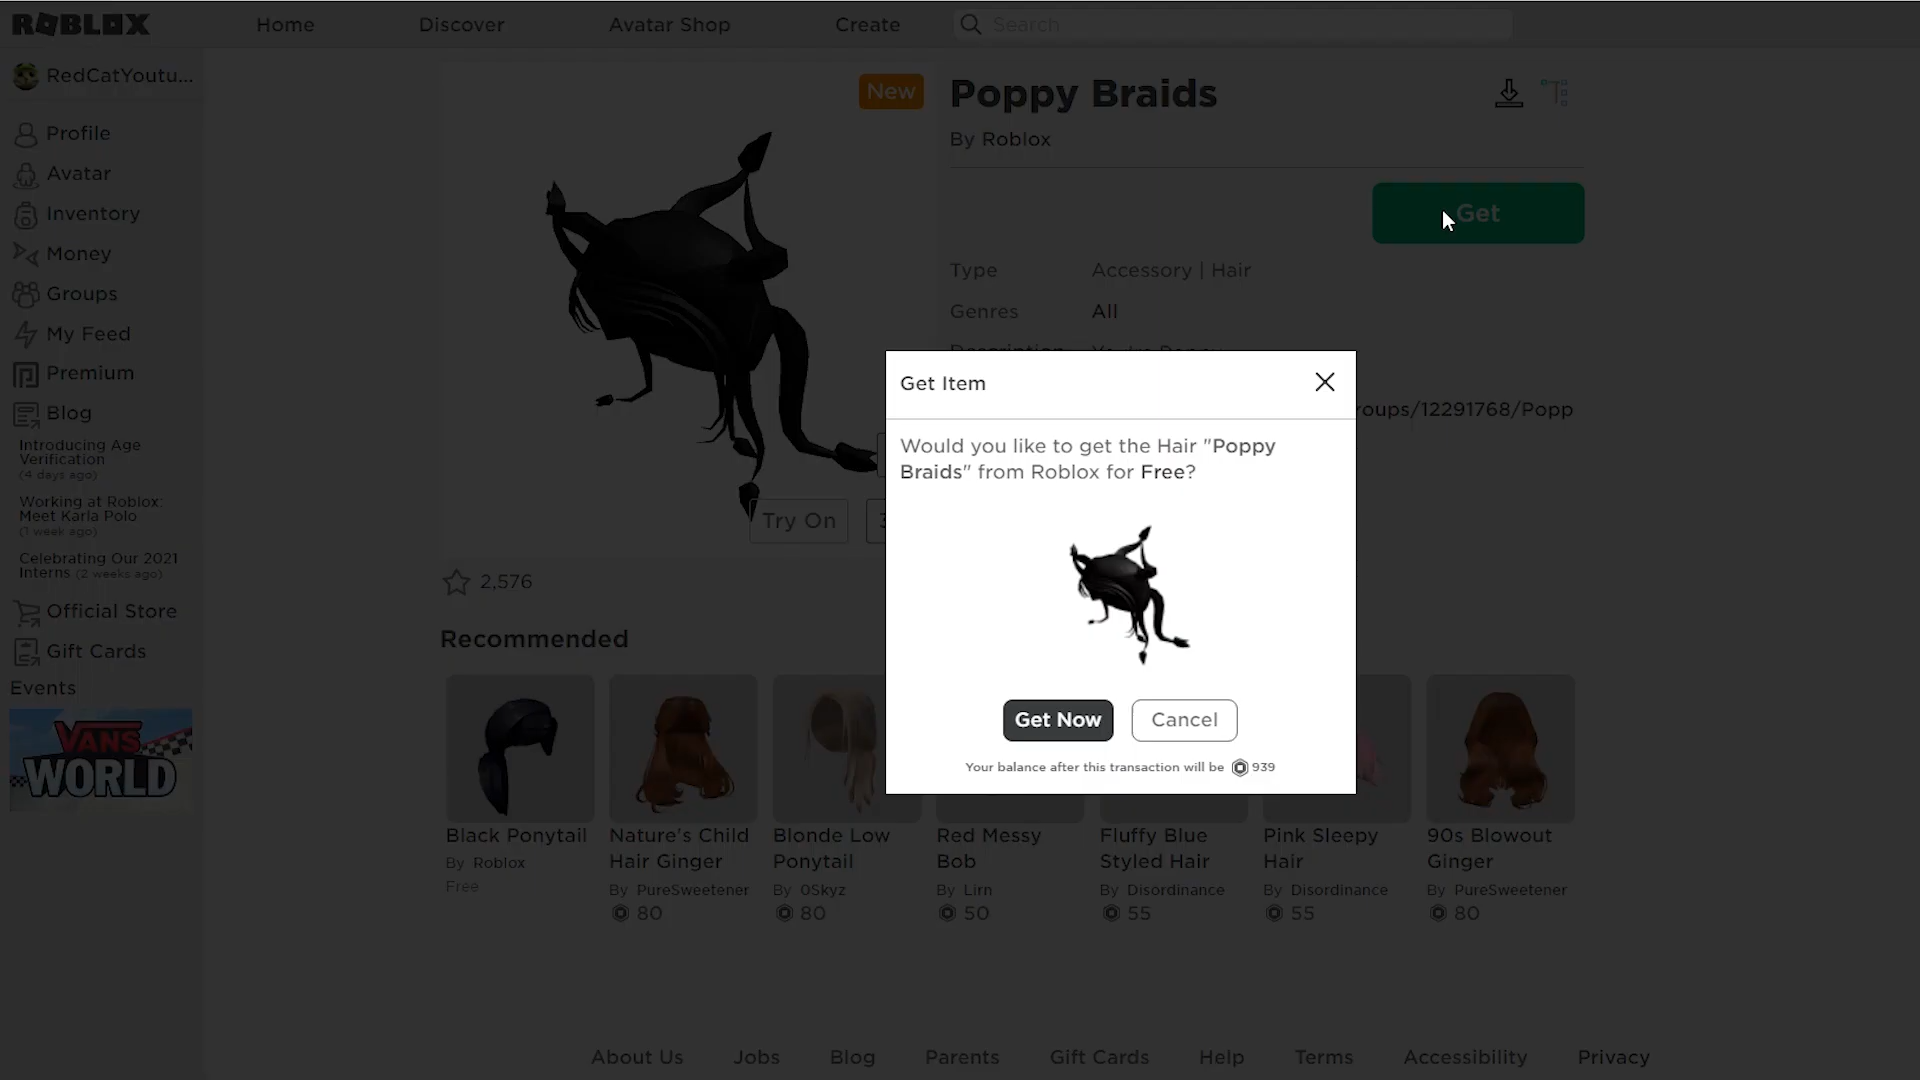 ROBLOX
Home
Discover
Avatar Shop
Create
Search
RedCatYoutu...
Profile
Avatar
Inventory
Money
Groups
My Feed
Premium
Blog
Introducing Age
Verification
(4 days ago)
Working at Roblox:
Meet Karla Polo
(1 week ago)
Celebrating Our 2021
Interns (2 weeks ago)
Official Store
Gift Cards
Events
VANS
WORLD
New
Try On
2,576
Poppy Braids
By Roblox
Get
Type Accessory | Hair
Genres All
roups/12291768/Popp
Get Item
Would you like to get the Hair "Poppy
Braids" from Roblox for Free?
Get Now
Cancel
Your balance after this transaction will be 939
Recommended
Black Ponytail
By Roblox
Free
Nature's Child
Hair Ginger
By PureSweetener
80
Blonde Low
Ponytail
By 0Skyz
80
Red Messy
Bob
By Lirn
50
Fluffy Blue
Styled Hair
By Disordinance
55
Pink Sleepy
Hair
By Disordinance
55
90s Blowout
Ginger
By PureSweetener
80
About Us
Jobs
Blog
Parents
Gift Cards
Help
Terms
Accessibility
Privacy